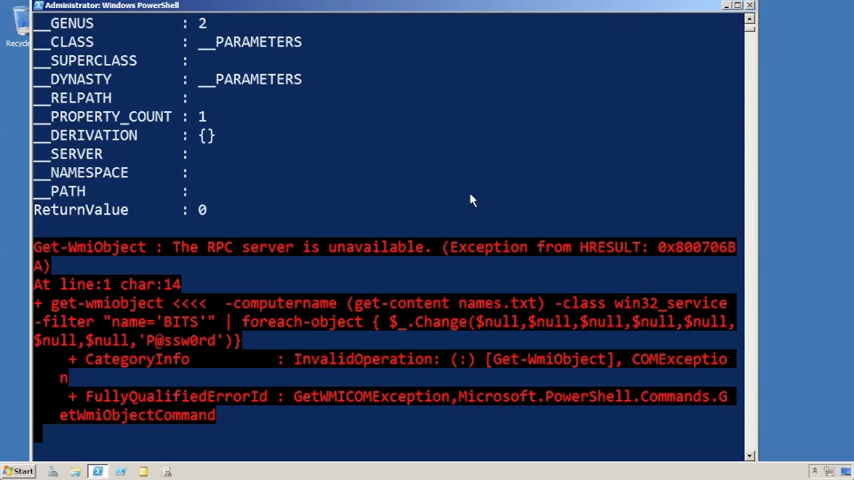 Administrator: Windows PowerShell
__GENUS : 2
__CLASS : __PARAMETERS
__SUPERCLASS :
__DYNASTY : __PARAMETERS
__RELPATH :
__PROPERTY_COUNT : 1
__DERIVATION : {}
__SERVER :
__NAMESPACE :
__PATH :
ReturnValue : 0
Get-WmiObject : The RPC server is unavailable. (Exception from HRESULT: 0x800706B
A)
At line:1 char:14
+ get-wmiobject <<<<  -computername (get-content names.txt) -class win32_service
-filter "name='BITS'" | foreach-object { $_.Change($null,$null,$null,$null,$null,
$null,$null,'P@ssw0rd')}
+ CategoryInfo : InvalidOperation: (:) [Get-WmiObject], COMExceptio
n
+ FullyQualifiedErrorId : GetWMICOMException,Microsoft.PowerShell.Commands.G
etWmiObjectCommand
Start